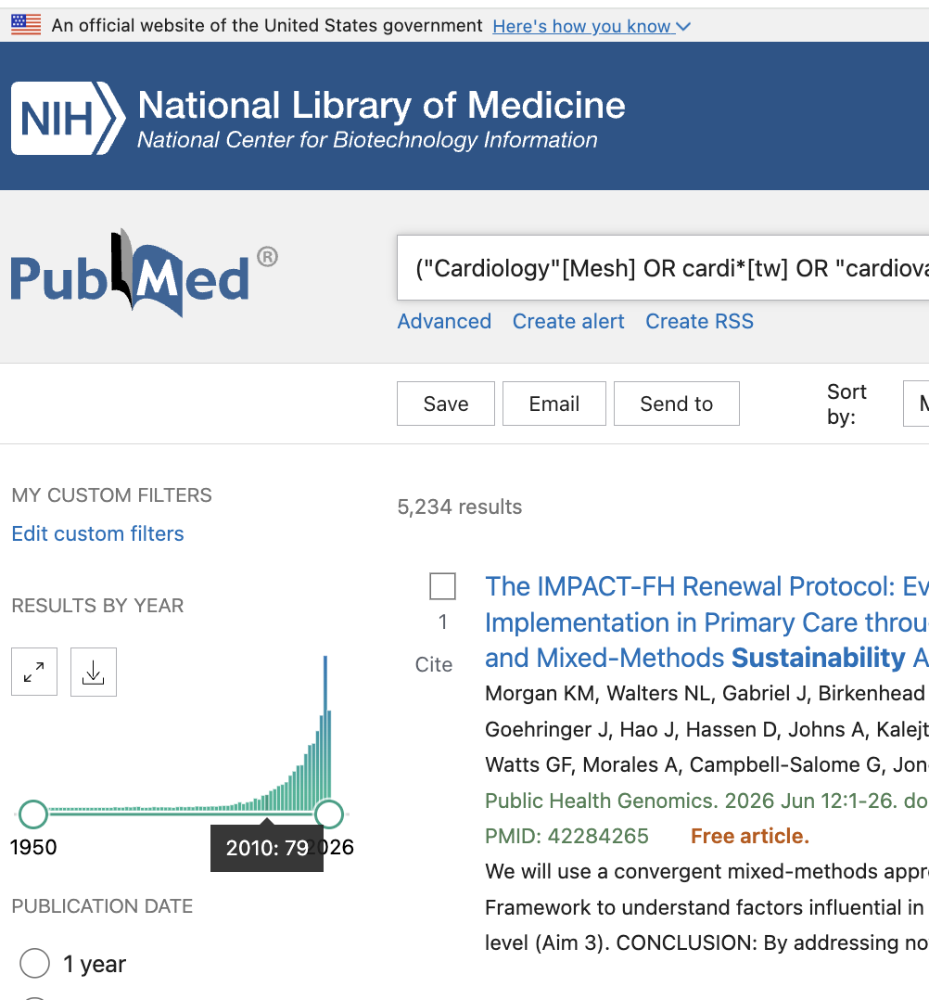 An official website of the United States government Here's how you know
NIH National Library of Medicine
National Center for Biotechnology Information
PubMed®
("Cardiology"[Mesh] OR cardi*[tw] OR "cardiova
Advanced Create alert Create RSS
Save Email Send to
Sort
by:
MY CUSTOM FILTERS
Edit custom filters
RESULTS BY YEAR
1950
2010: 79
026
PUBLICATION DATE
1 year
5,234 results
1
Cite
The IMPACT-FH Renewal Protocol: Ev
Implementation in Primary Care throu
and Mixed-Methods Sustainability A
Morgan KM, Walters NL, Gabriel J, Birkenhead
Goehringer J, Hao J, Hassen D, Johns A, Kalejt
Watts GF, Morales A, Campbell-Salome G, Jon
Public Health Genomics. 2026 Jun 12:1-26. do
PMID: 42284265 Free article.
We will use a convergent mixed-methods appr
Framework to understand factors influential in
level (Aim 3). CONCLUSION: By addressing no